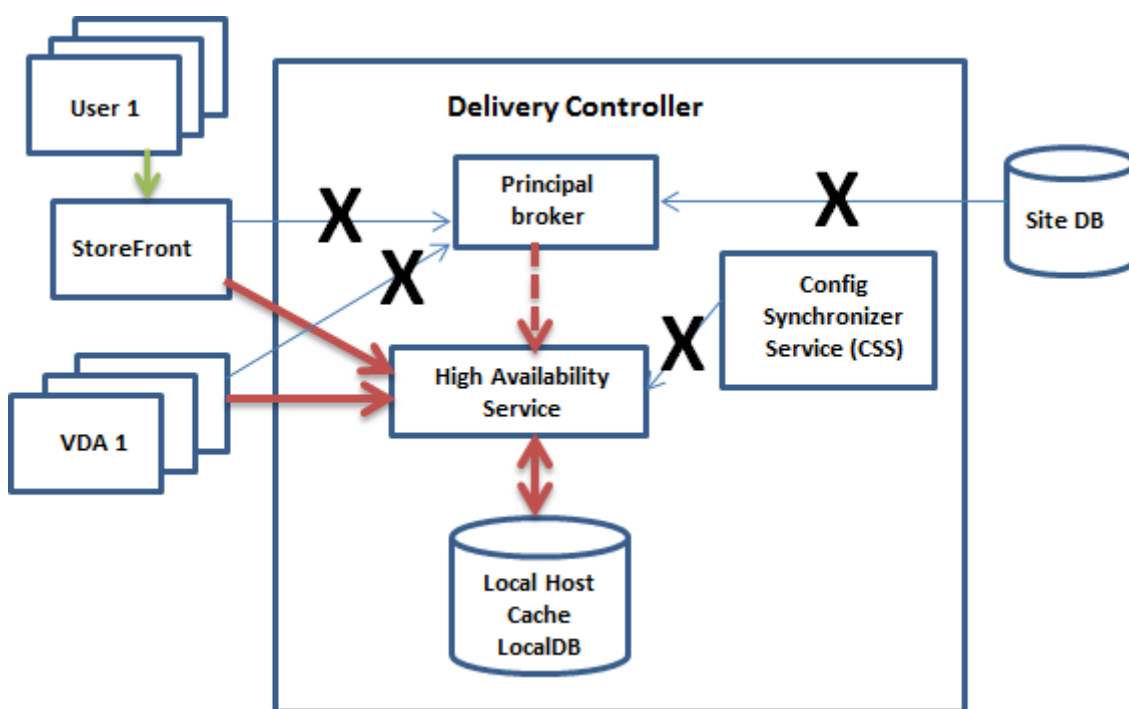 User 1
Delivery Controller
Principal
broker
X
X
X
Site DB
StoreFront
Config
Synchronizer
Service (CSS)
X
High Availability
Service
VDA 1
Local Host
Cache
LocalDB